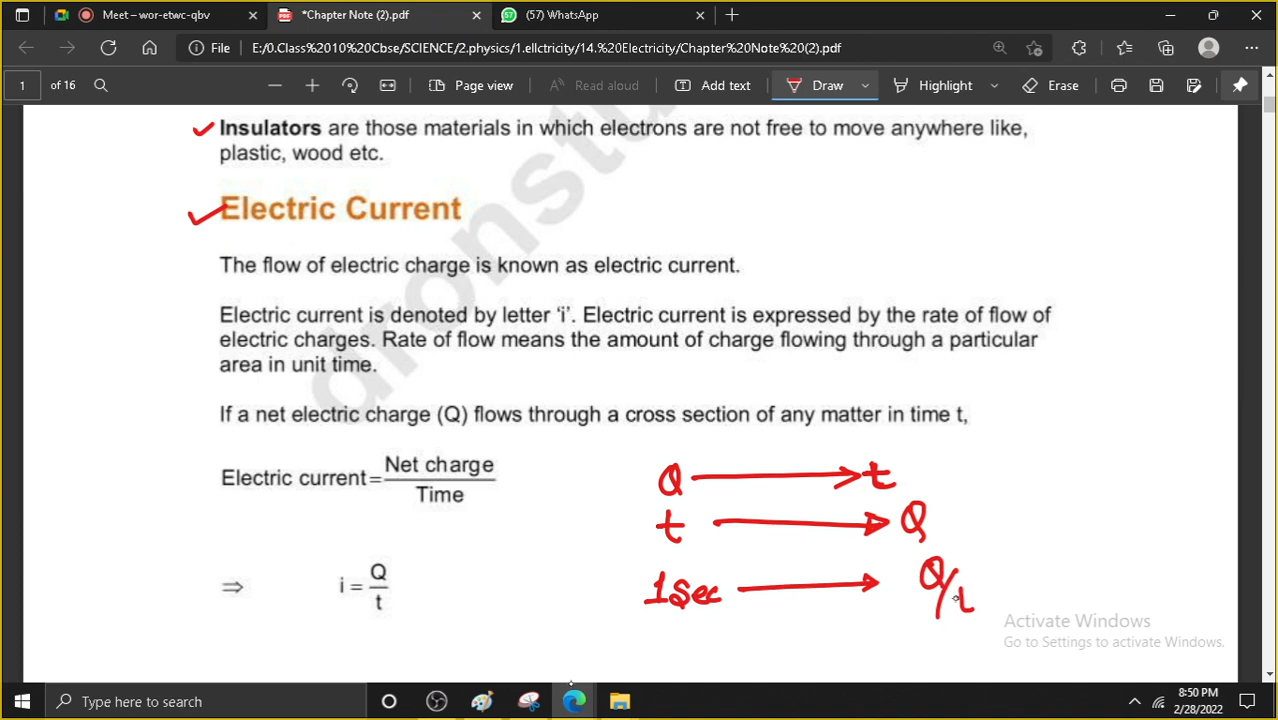 Meet – wor-etwc-qbv
*Chapter Note (2).pdf
(57) WhatsApp
File E:/0.Class%2010%20Cbse/SCIENCE/2.physics/1.ellctricity/14.%20Electricity/Chapter%20Note%20(2).pdf
1 of 16 Page view Read aloud Add text Draw Highlight Erase
Insulators are those materials in which electrons are not free to move anywhere like,
plastic, wood etc.
Electric Current
The flow of electric charge is known as electric current.
Electric current is denoted by letter ‘i’. Electric current is expressed by the rate of flow of
electric charges. Rate of flow means the amount of charge flowing through a particular
area in unit time.
If a net electric charge (Q) flows through a cross section of any matter in time t,
Electric current = Net charge / Time
⇒ i = Q / t
Q → t
t → Q
1 Sec → Q/
dronstu
Activate Windows
Go to Settings to activate Windows.
Type here to search
8:50 PM
2/28/2022